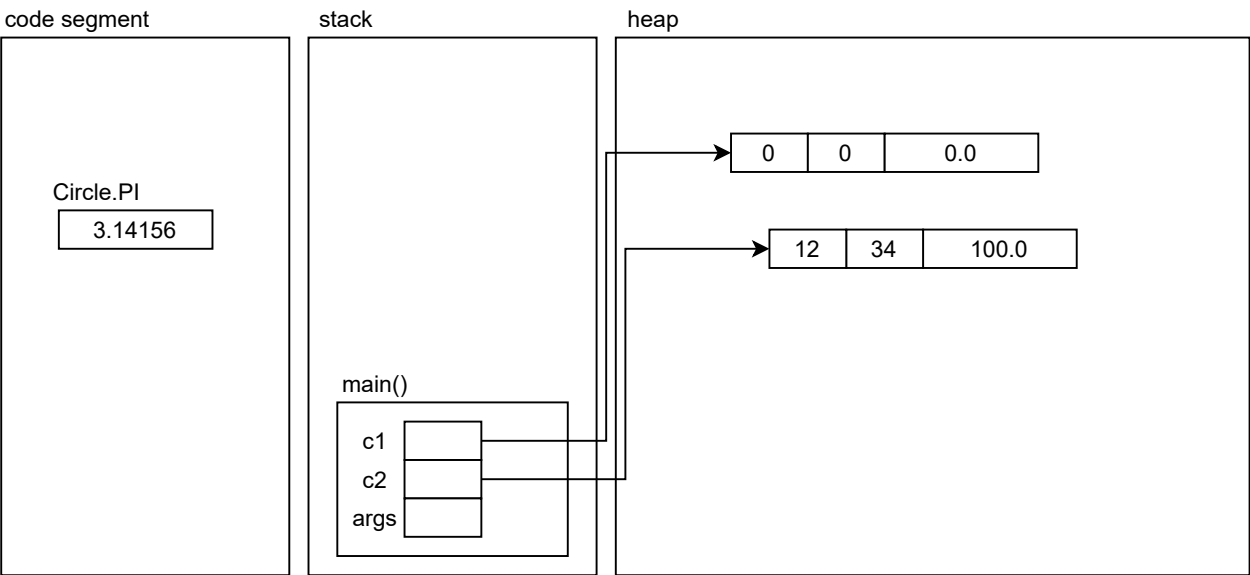 code segment
stack
heap
0 0 0.0
Circle.PI
3.14156
12 34 100.0
main()
c1
c2
args